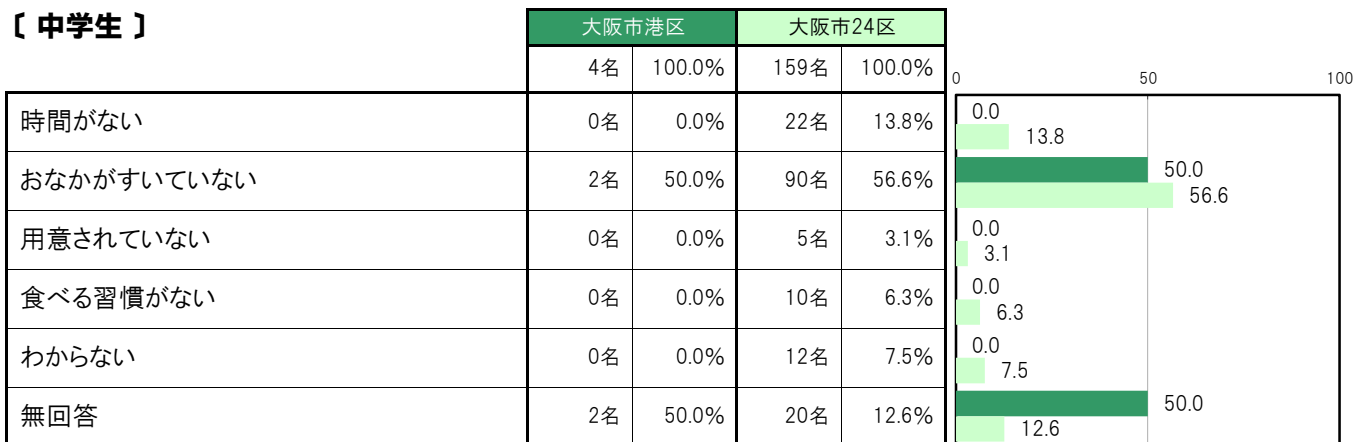 〔 中学生 〕
大阪市港区 大阪市24区
4名 100.0% 159名 100.0%
0 50 100
時間がない 0名 0.0% 22名 13.8%
0.0
13.8
おなかがすいていない 2名 50.0% 90名 56.6%
50.0
56.6
用意されていない 0名 0.0% 5名 3.1%
0.0
3.1
食べる習慣がない 0名 0.0% 10名 6.3%
0.0
6.3
わからない 0名 0.0% 12名 7.5%
0.0
7.5
無回答 2名 50.0% 20名 12.6%
50.0
12.6